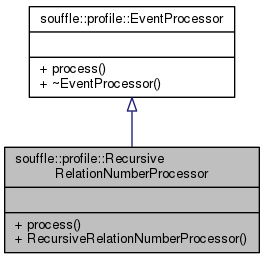 souffle::profile::EventProcessor
+ process()
+ ~EventProcessor()
souffle::profile::Recursive
RelationNumberProcessor
+ process()
+ RecursiveRelationNumberProcessor()